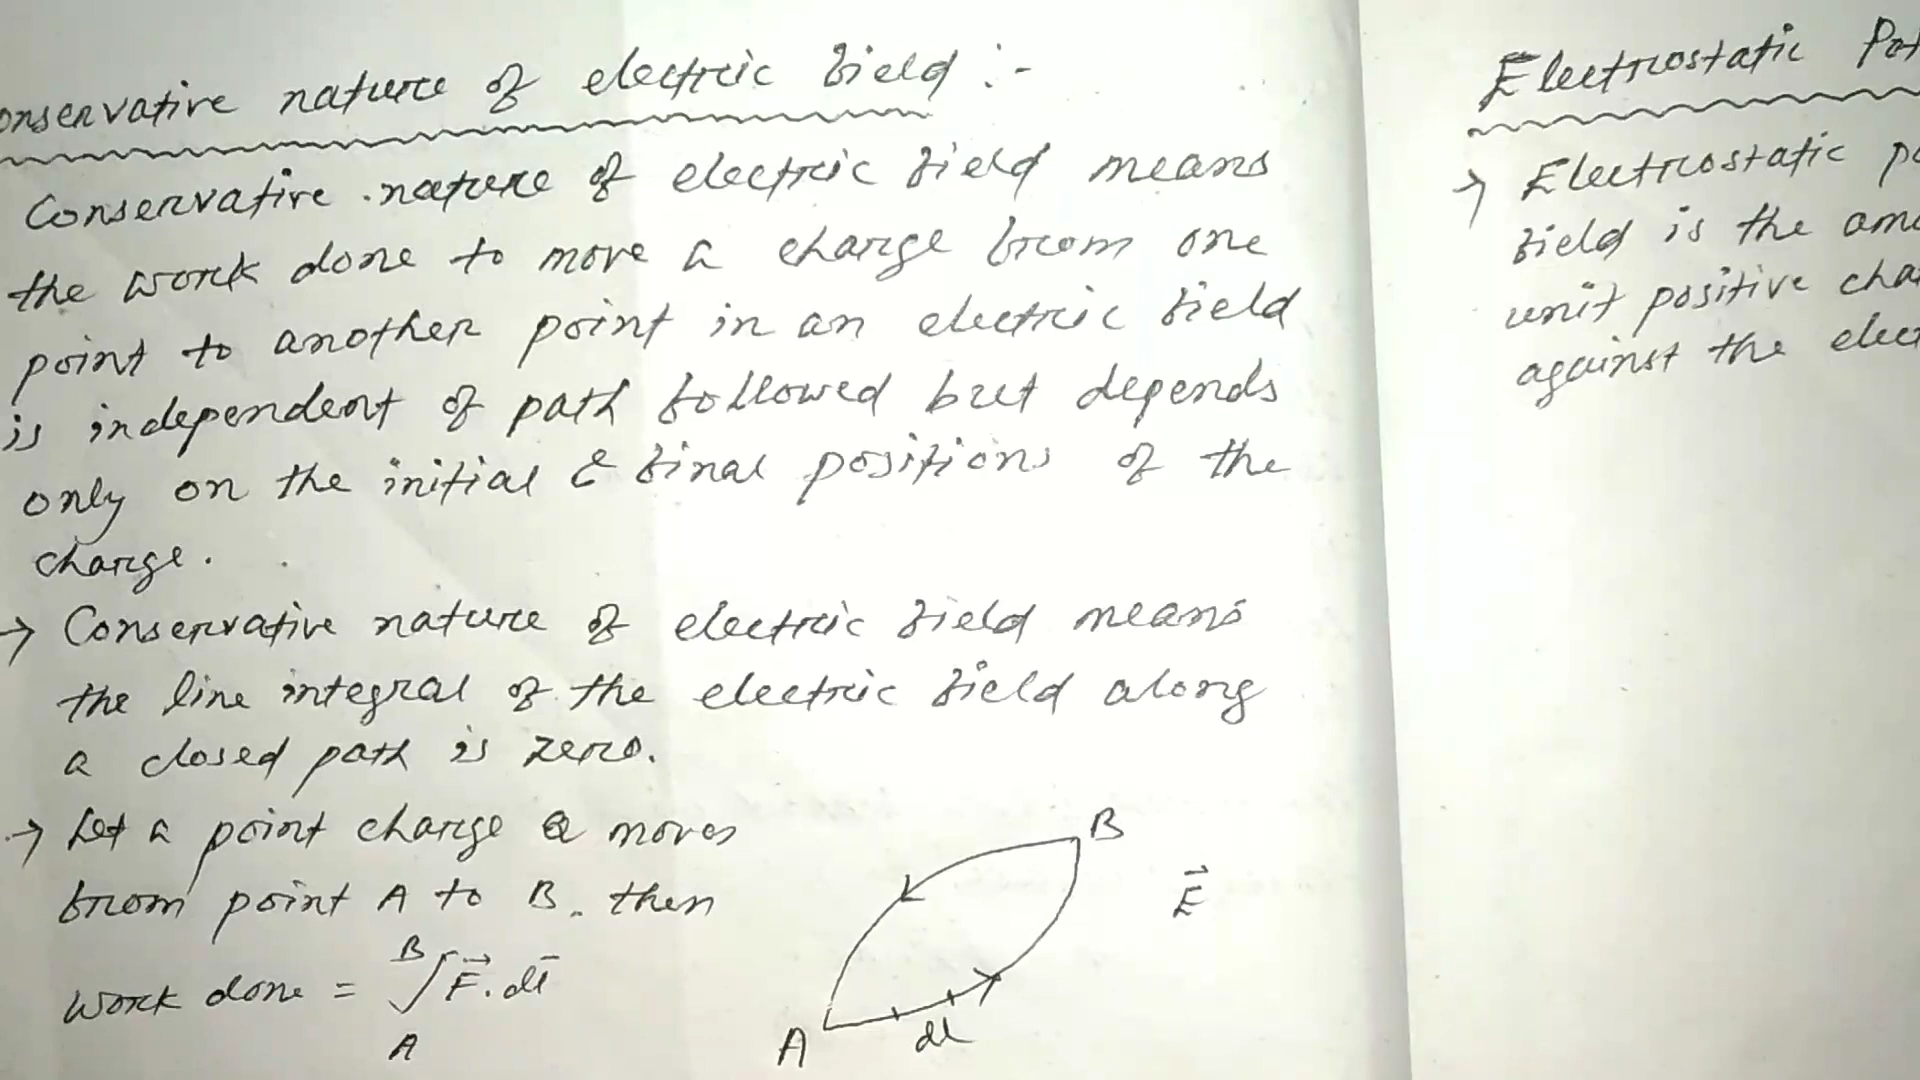 onservative nature of electric field :-
Conservative nature of electric field means
the work done to move a charge from one
point to another point in an electric field
is independent of path followed but depends
only on the initial & final positions of the
charge.
→ Conservative nature of electric field means
the line integral of the electric field along
a closed path is zero.
→ Let a point charge Q moves
from point A to B. then
work done = ∫_A^B F⃗.dl⃗
B
E⃗
A
dl
Electrostatic Pot
→ Electrostatic po
field is the amo
unit positive cha
against the elect